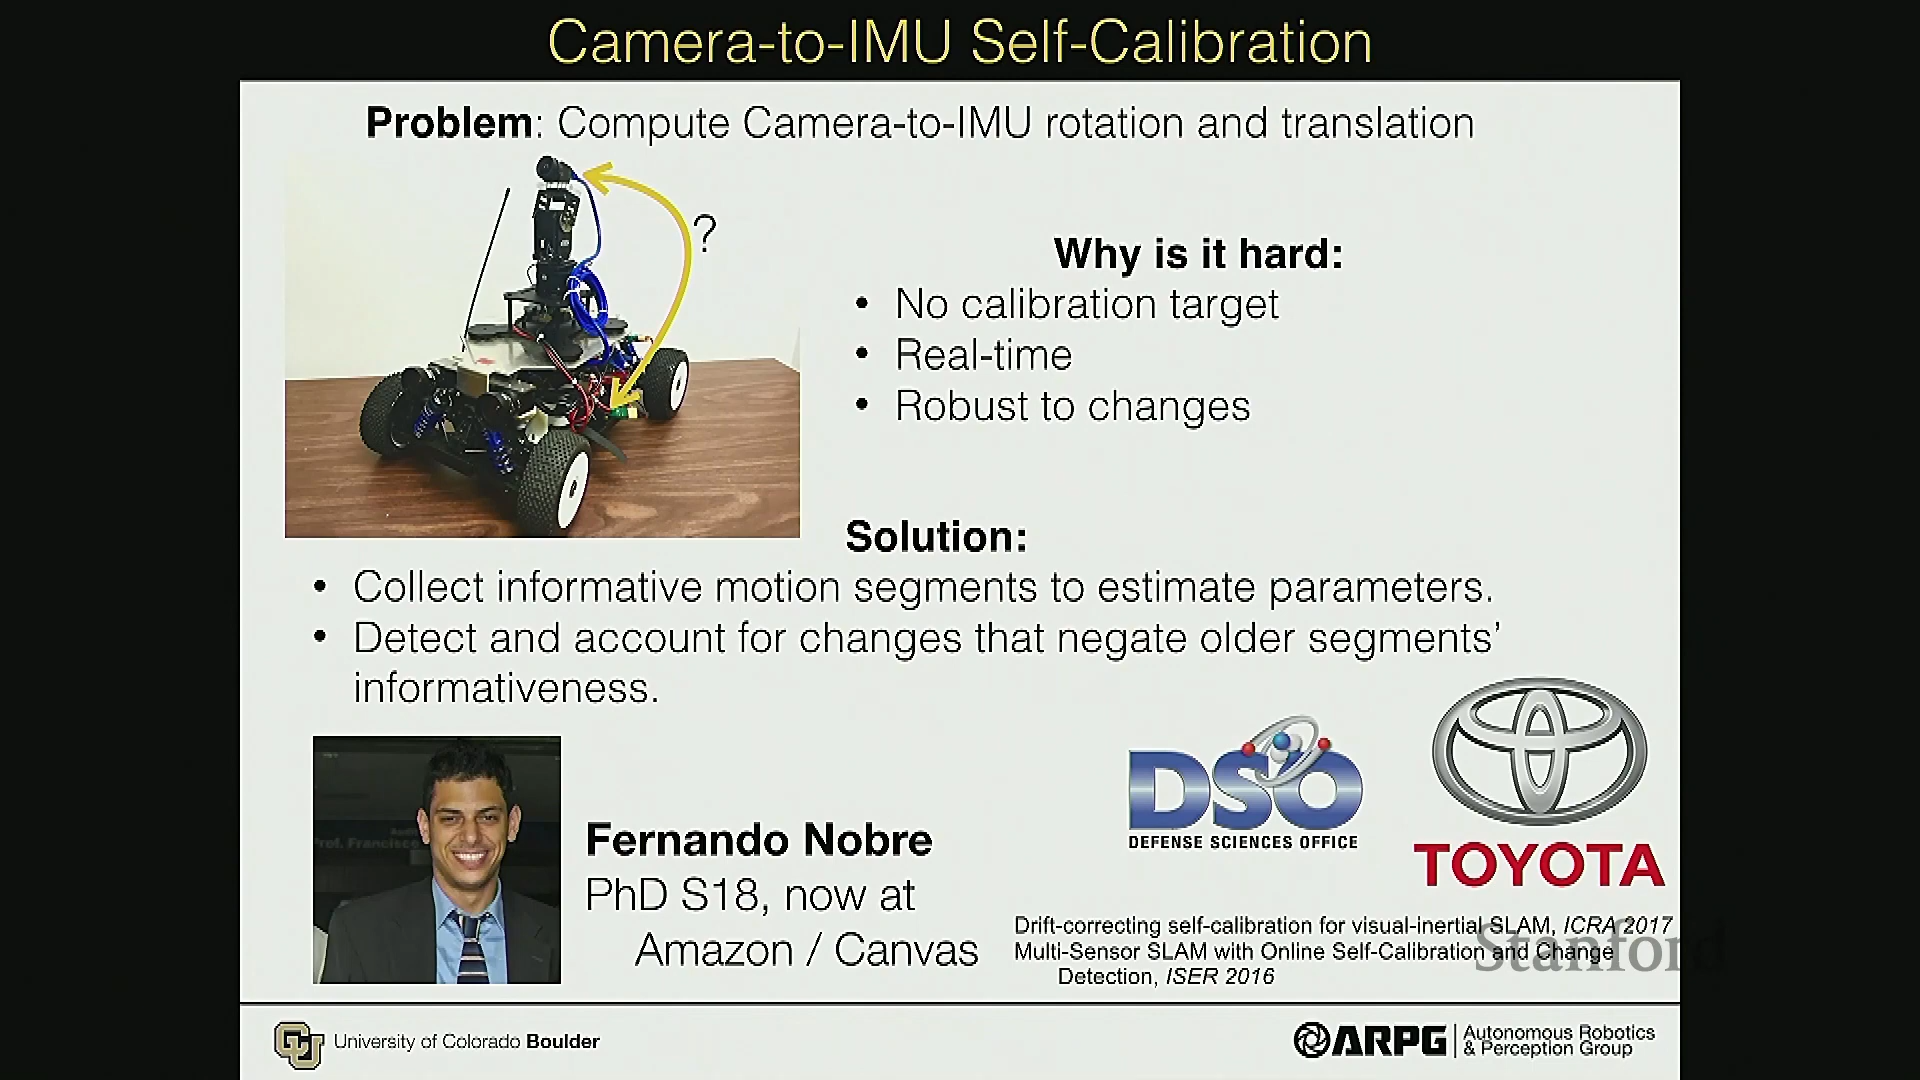 Camera-to-IMU Self-Calibration
Problem: Compute Camera-to-IMU rotation and translation
?
Why is it hard:
• No calibration target
• Real-time
• Robust to changes
Solution:
• Collect informative motion segments to estimate parameters.
• Detect and account for changes that negate older segments’
informativeness.
Prof. Francisco
Fernando Nobre
PhD S18, now at
Amazon / Canvas
DSO
DEFENSE SCIENCES OFFICE
TOYOTA
Drift-correcting self-calibration for visual-inertial SLAM, ICRA 2017
Multi-Sensor SLAM with Online Self-Calibration and Change
Detection, ISER 2016
Stanford
CU
University of Colorado Boulder
ARPG
Autonomous Robotics
& Perception Group